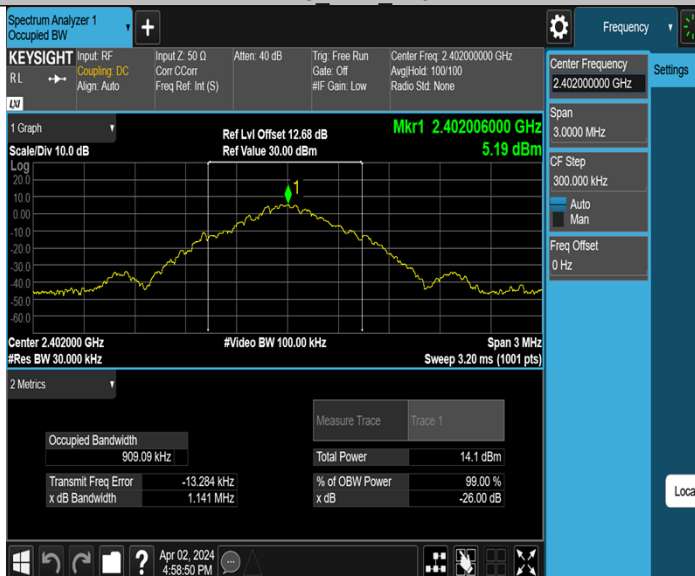 Spectrum Analyzer 1
Occupied BW
Frequency
KEYSIGHT
RL
LXI
Input: RF
Coupling: DC
Align: Auto
Input Z: 50 Ω
Corr CCorr
Freq Ref: Int (S)
Atten: 40 dB
Trig: Free Run
Gate: Off
#IF Gain: Low
Center Freq: 2.402000000 GHz
Avg|Hold: 100/100
Radio Std: None
Center Frequency
2.402000000 GHz
Settings
Span
3.0000 MHz
CF Step
300.000 kHz
Auto
Man
Freq Offset
0 Hz
1 Graph
Scale/Div 10.0 dB
Ref Lvl Offset 12.68 dB
Ref Value 30.00 dBm
Mkr1 2.402006000 GHz
5.19 dBm
Log
20.0
10.0
0.00
-10.0
-20.0
-30.0
-40.0
-50.0
-60.0
1
Center 2.402000 GHz
#Res BW 30.000 kHz
#Video BW 100.00 kHz
Span 3 MHz
Sweep 3.20 ms (1001 pts)
2 Metrics
Measure Trace
Trace 1
Occupied Bandwidth
909.09 kHz
Total Power
14.1 dBm
Transmit Freq Error
-13.284 kHz
% of OBW Power
99.00 %
x dB Bandwidth
1.141 MHz
x dB
-26.00 dB
Loca
?
Apr 02, 2024
4:58:50 PM